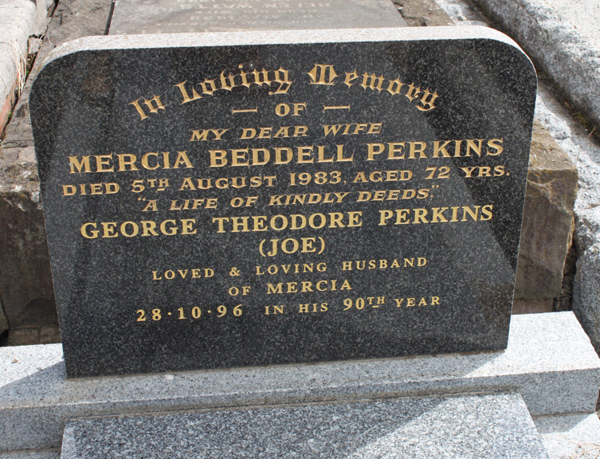 In Loving Memory
— OF —
MY DEAR WIFE
MERCIA BEDDELL PERKINS
DIED 5TH AUGUST 1983 AGED 72 YRS.
"A LIFE OF KINDLY DEEDS."
GEORGE THEODORE PERKINS
(JOE)
LOVED & LOVING HUSBAND
OF MERCIA
28·10·96 IN HIS 90TH YEAR